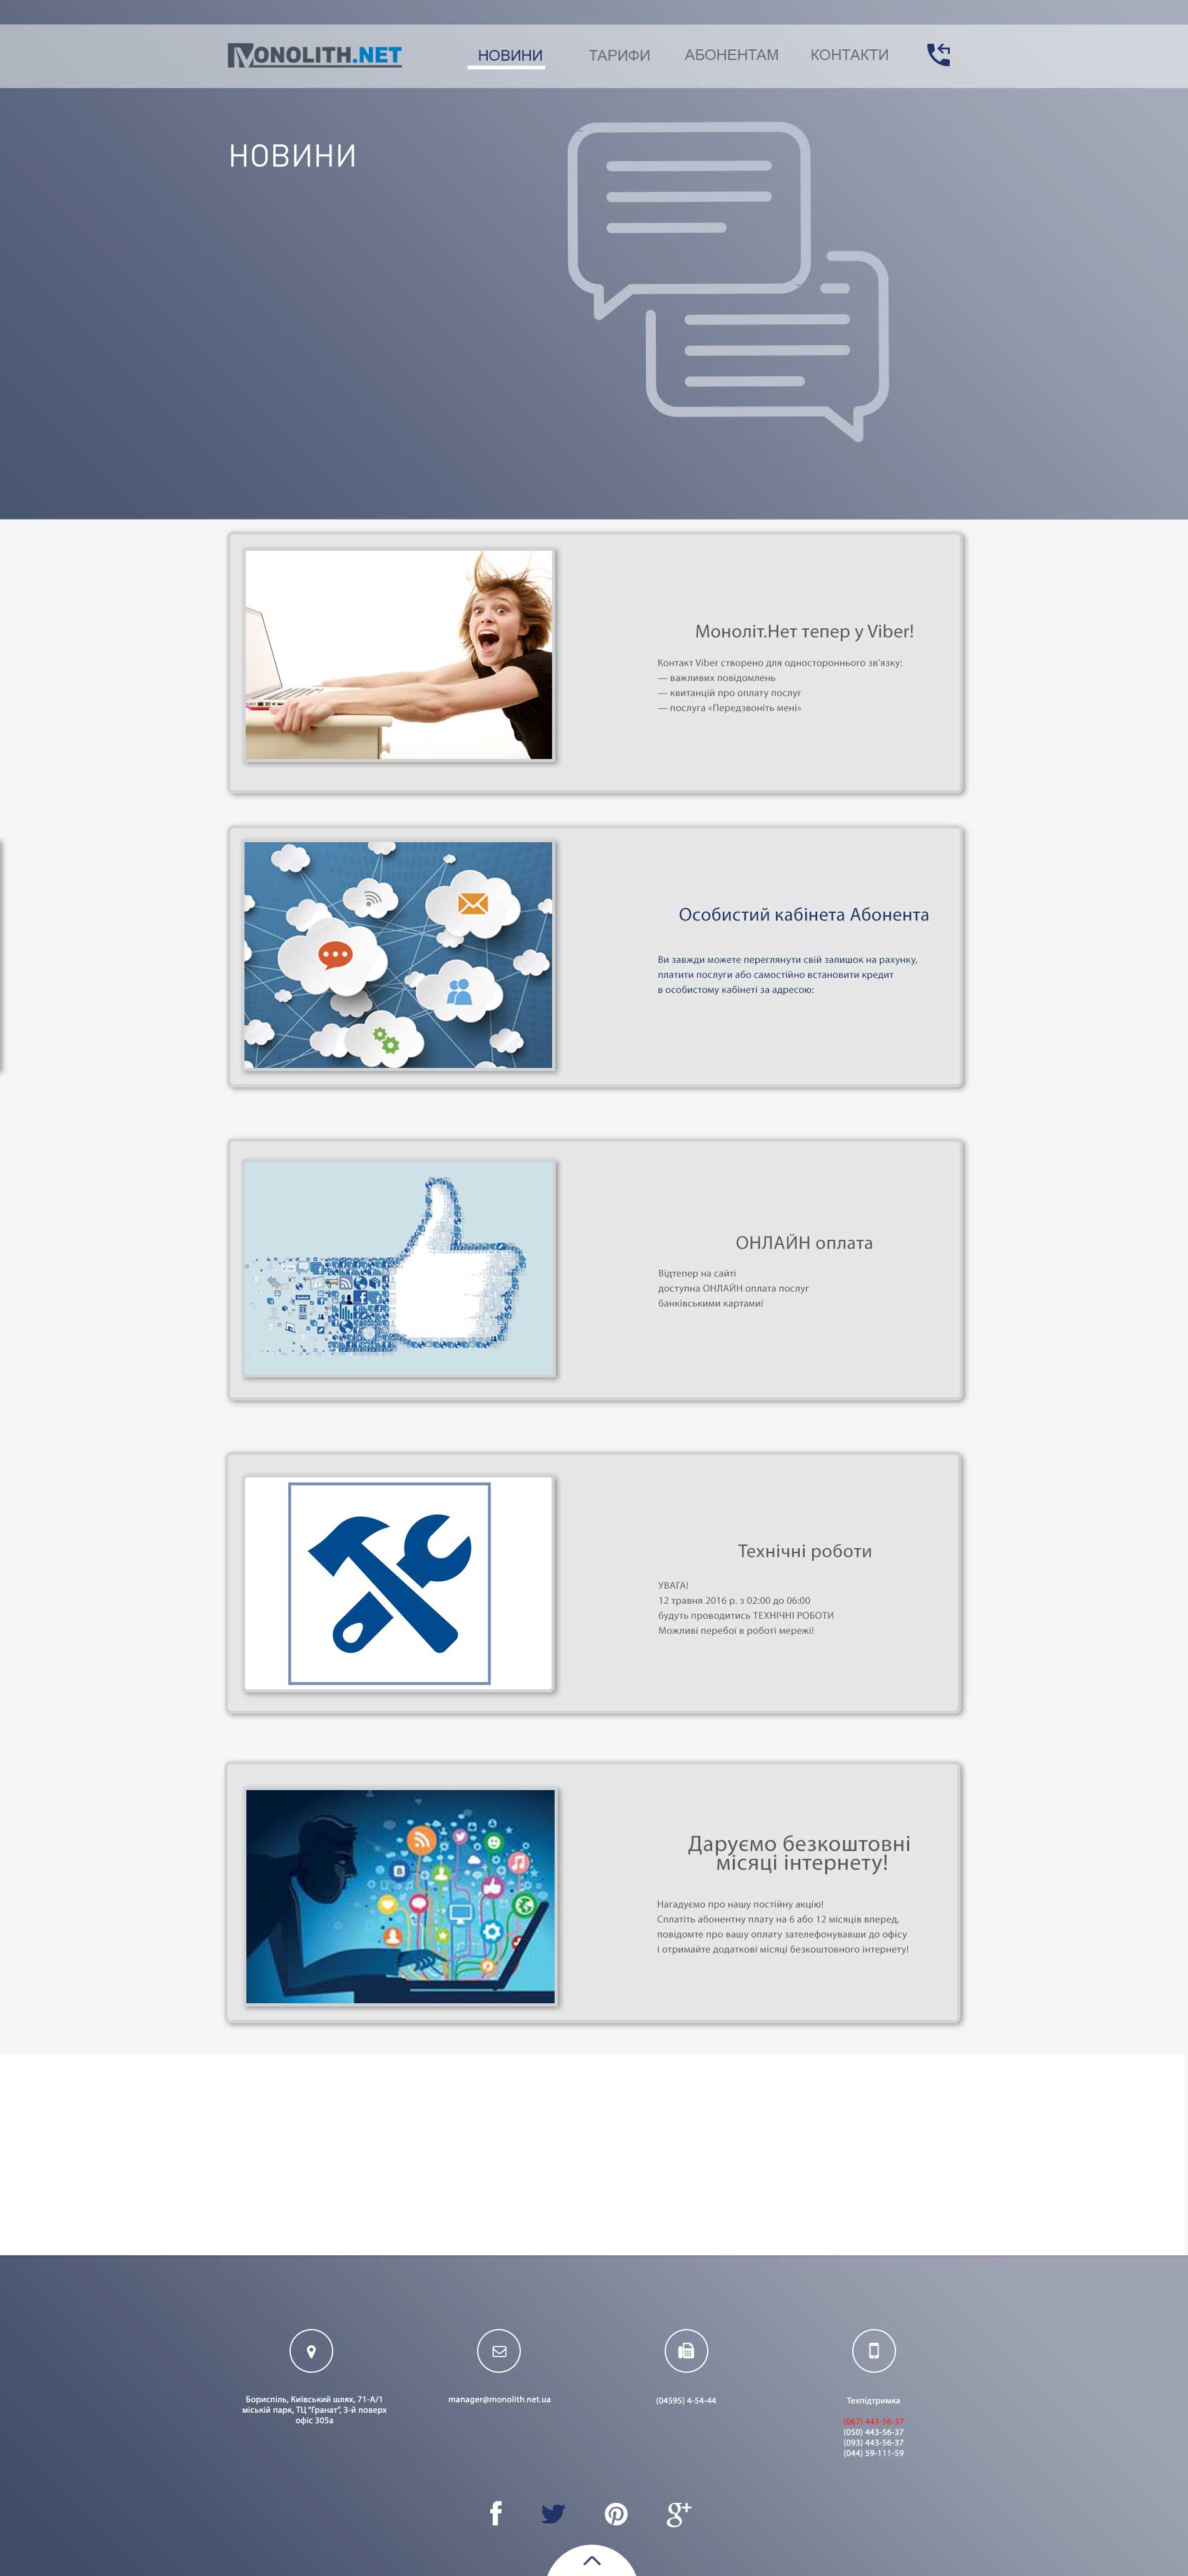 MONOLITH.NET
НОВИНИ
ТАРИФИ
АБОНЕНТАМ
КОНТАКТИ
НОВИНИ
Моноліт.Нет тепер у Viber!
Контакт Viber створено для одностороннього зв'язку:
— важливих повідомлень
— квитанцій про оплату послуг
— послуга «Передзвоніть мені»
Особистий кабінета Абонента
Ви завжди можете переглянути свій залишок на рахунку,
платити послуги або самостійно встановити кредит
в особистому кабінеті за адресою:
ОНЛАЙН оплата
Відтепер на сайті
доступна ОНЛАЙН оплата послуг
банківськими картами!
Технічні роботи
УВАГА!
12 травня 2016 р. з 02:00 до 06:00
будуть проводитись ТЕХНІЧНІ РОБОТИ
Можливі перебої в роботі мережі!
Даруємо безкоштовні
місяці інтернету!
Нагадуємо про нашу постійну акцію!
Сплатіть абонентну плату на 6 або 12 місяців вперед,
повідомте про вашу оплату зателефонувавши до офісу
і отримайте додаткові місяці безкоштовного інтернету!
Бориспіль, Київський шлях, 71-А/1
міській парк, ТЦ "Гранат", 3-й поверх
офіс 305а
manager@monolith.net.ua
(04595) 4-54-44
Техпідтримка
(067) 443-56-37
(050) 443-56-37
(093) 443-56-37
(044) 59-111-59